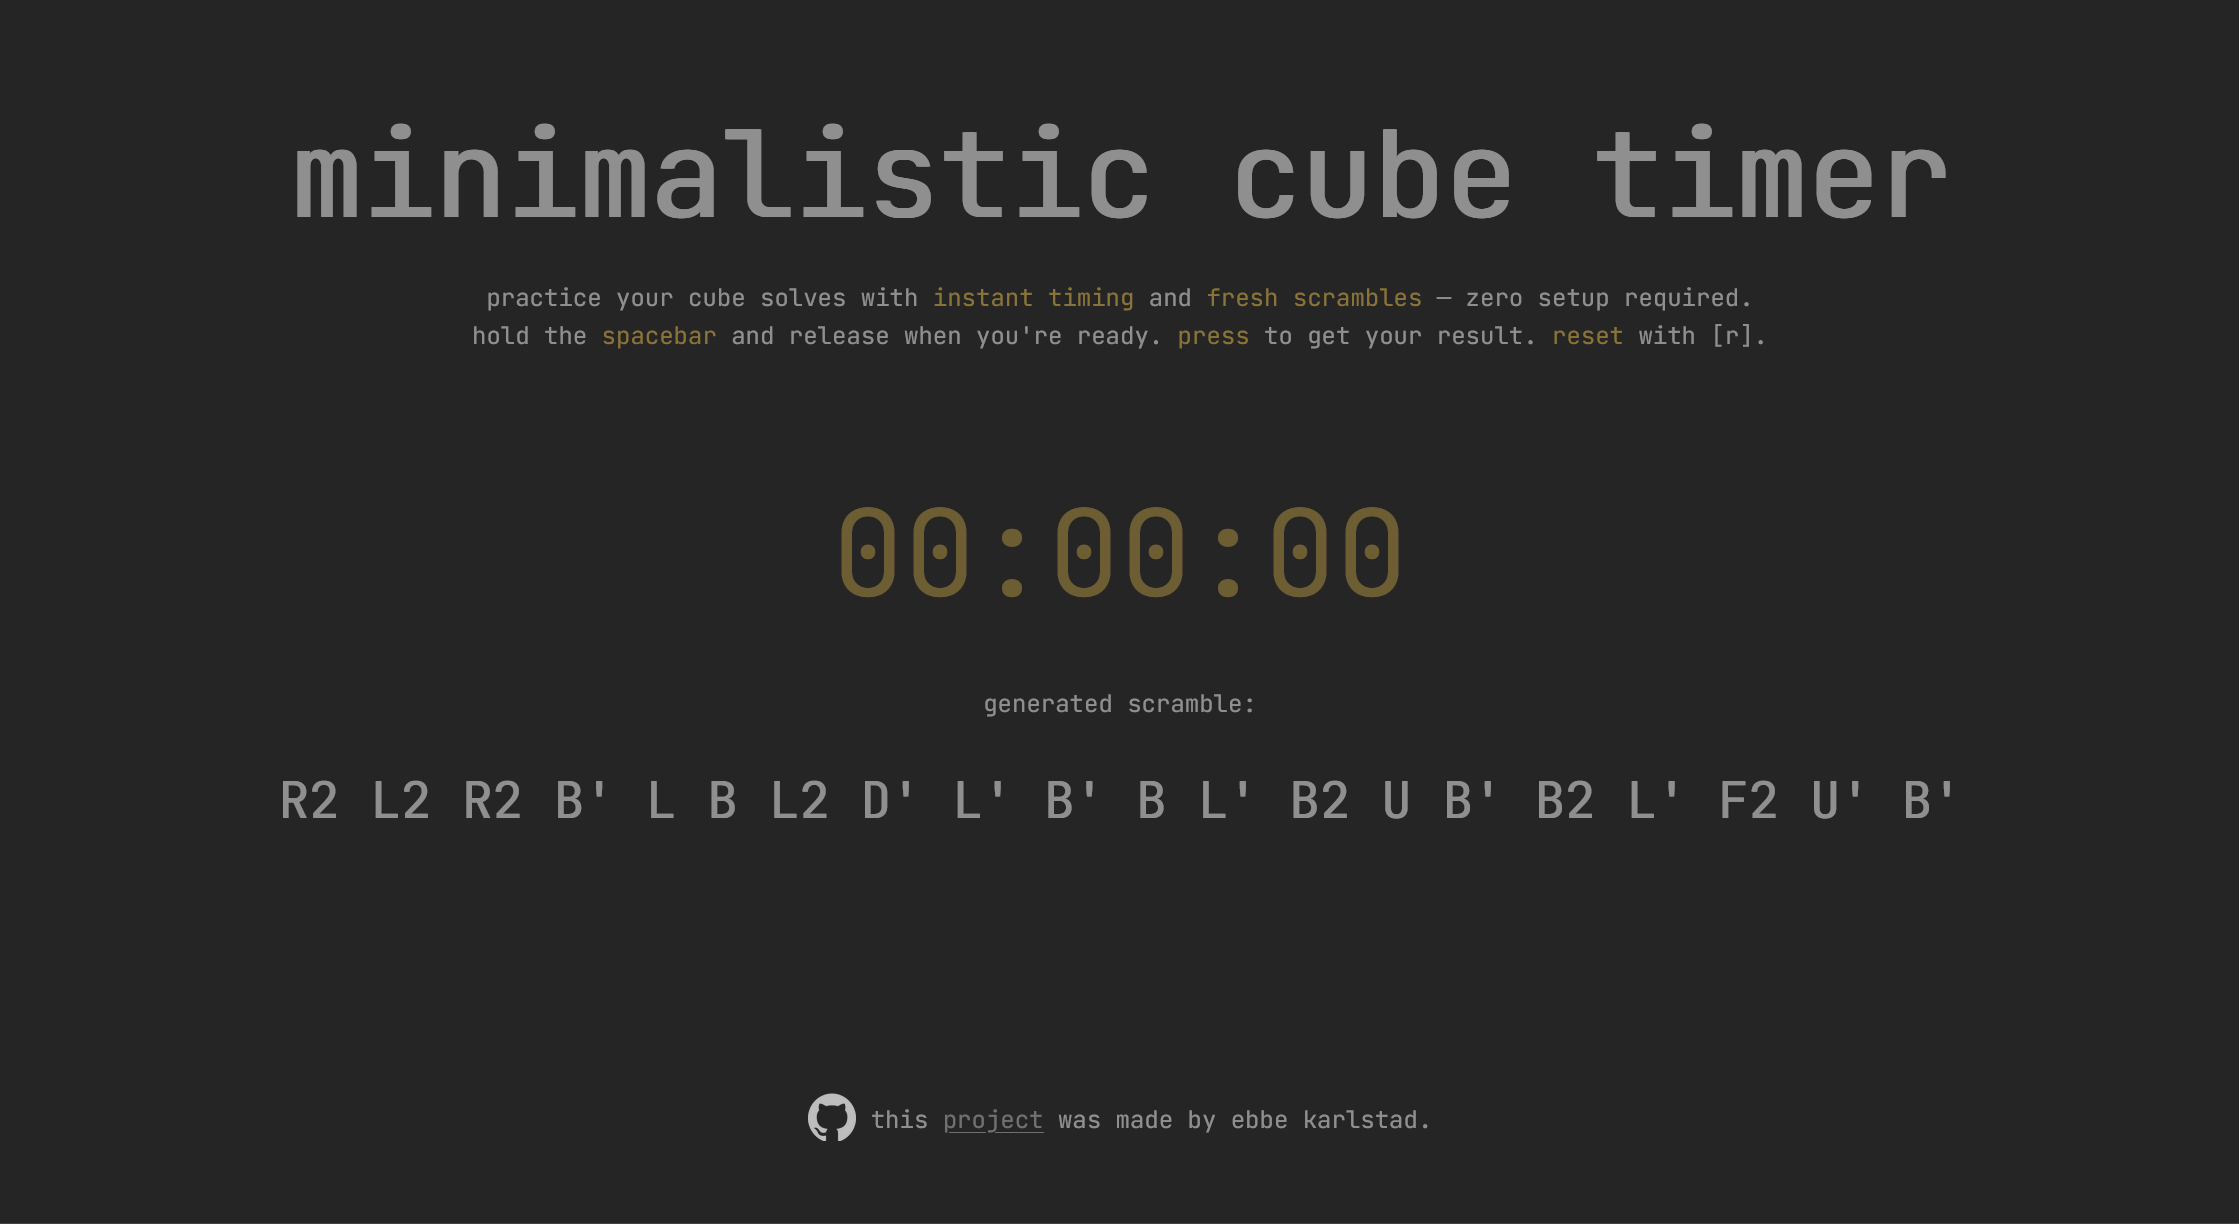 minimalistic cube timer
practice your cube solves with instant timing and fresh scrambles — zero setup required.
hold the spacebar and release when you're ready. press to get your result. reset with [r].
00:00:00
generated scramble:
R2 L2 R2 B' L B L2 D' L' B' B L' B2 U B' B2 L' F2 U' B'
this project was made by ebbe karlstad.